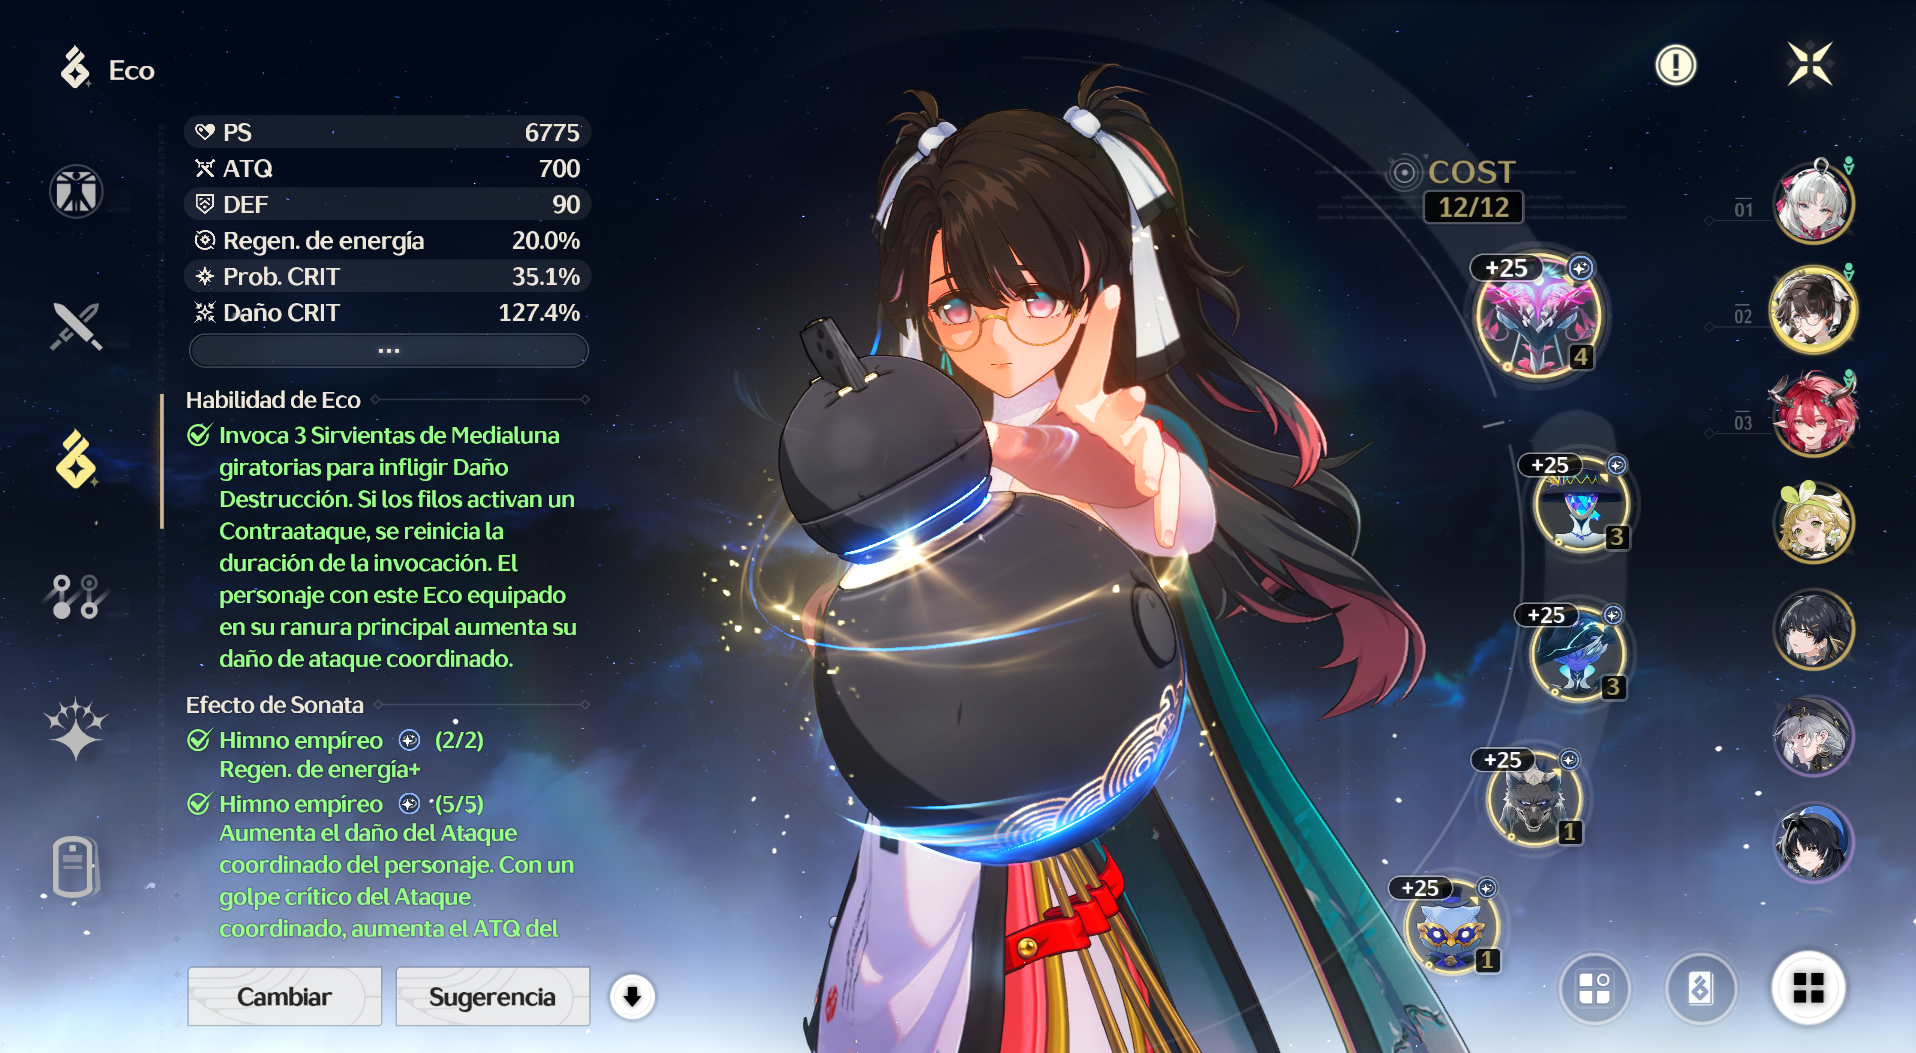 Eco
PS 6775
ATQ 700
DEF 90
Regen. de energía 20.0%
Prob. CRIT 35.1%
Daño CRIT 127.4%
...
Habilidad de Eco
Invoca 3 Sirvientas de Medialuna
giratorias para infligir Daño
Destrucción. Si los filos activan un
Contraataque, se reinicia la
duración de la invocación. El
personaje con este Eco equipado
en su ranura principal aumenta su
daño de ataque coordinado.
Efecto de Sonata
Himno empíreo (2/2)
Regen. de energía+
Himno empíreo (5/5)
Aumenta el daño del Ataque
coordinado del personaje. Con un
golpe crítico del Ataque
coordinado, aumenta el ATQ del
Cambiar
Sugerencia
COST
12/12
+25
4
+25
3
+25
3
+25
1
+25
1
01
02
03